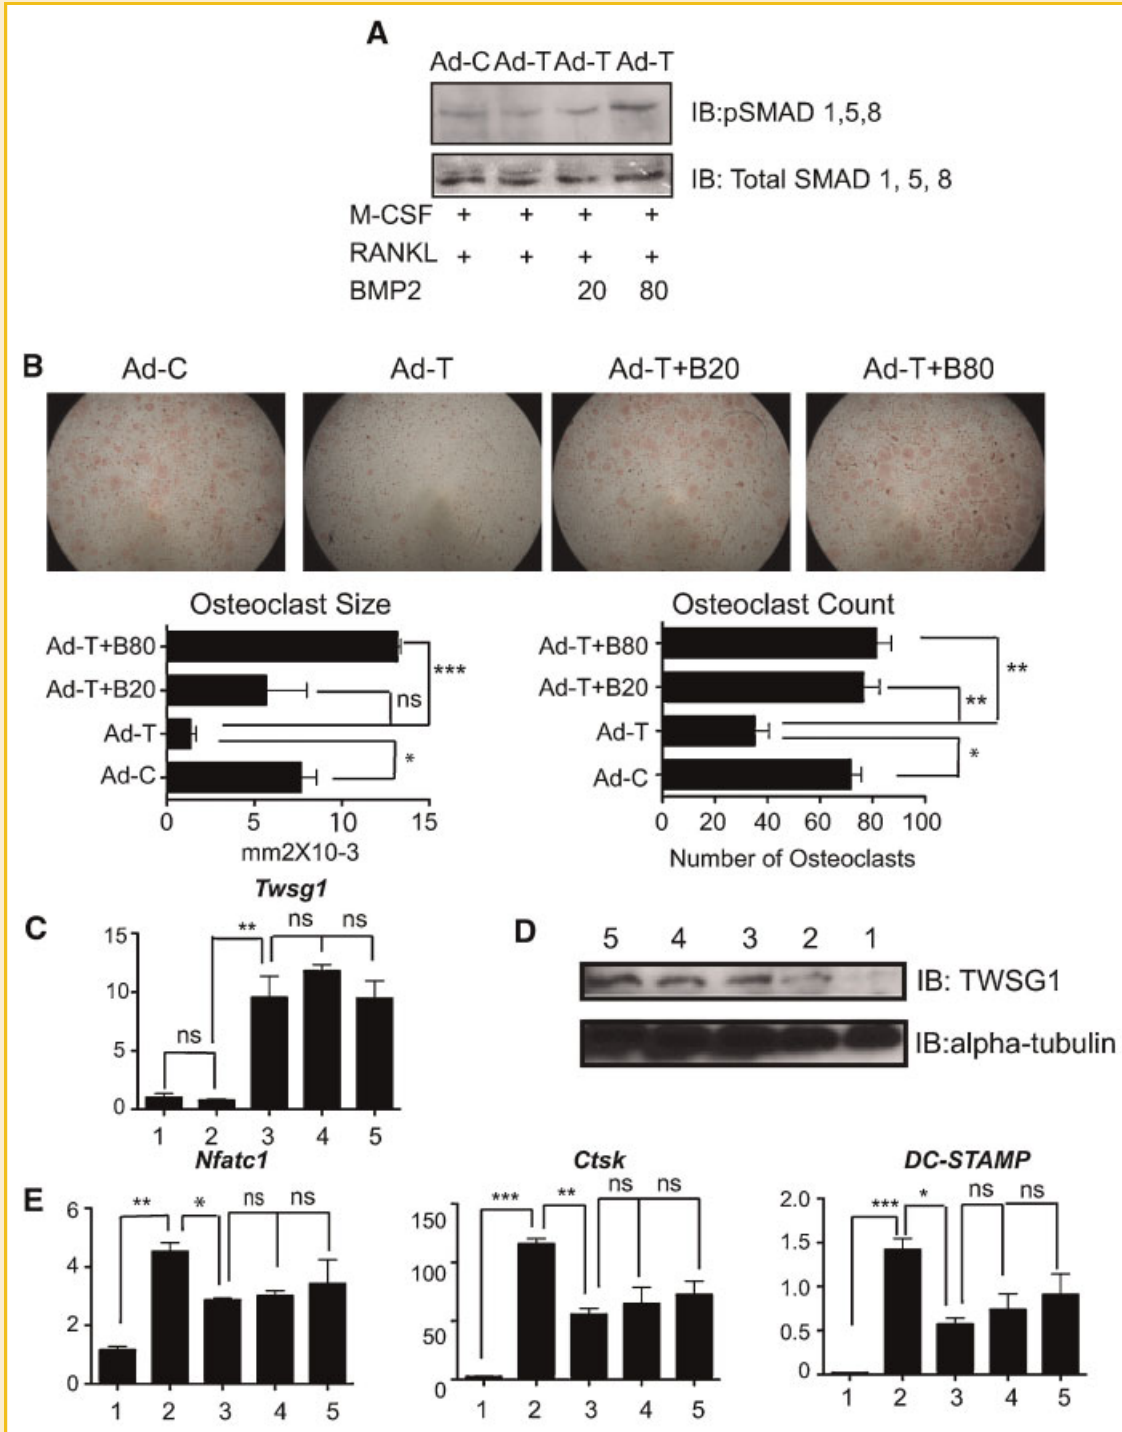 A
Ad-C Ad-T Ad-T Ad-T
IB:pSMAD 1,5,8
IB: Total SMAD 1, 5, 8
M-CSF + + + +
RANKL + + + +
BMP2 20 80
B
Ad-C Ad-T Ad-T+B20 Ad-T+B80
Osteoclast Size
Ad-T+B80
Ad-T+B20
Ad-T
Ad-C
***
ns
*
0 5 10 15
mm2X10-3
Osteoclast Count
Ad-T+B80
Ad-T+B20
Ad-T
Ad-C
**
**
*
0 20 40 60 80 100
Number of Osteoclasts
C
Twsg1
15
10
5
0
ns ** ns ns
1 2 3 4 5
D
5 4 3 2 1
IB: TWSG1
IB:alpha-tubulin
E
Nfatc1
6
4
2
0
** * ns ns
1 2 3 4 5
Ctsk
150
100
50
0
*** ** ns ns
1 2 3 4 5
DC-STAMP
2.0
1.5
1.0
0.5
0
*** * ns ns
1 2 3 4 5